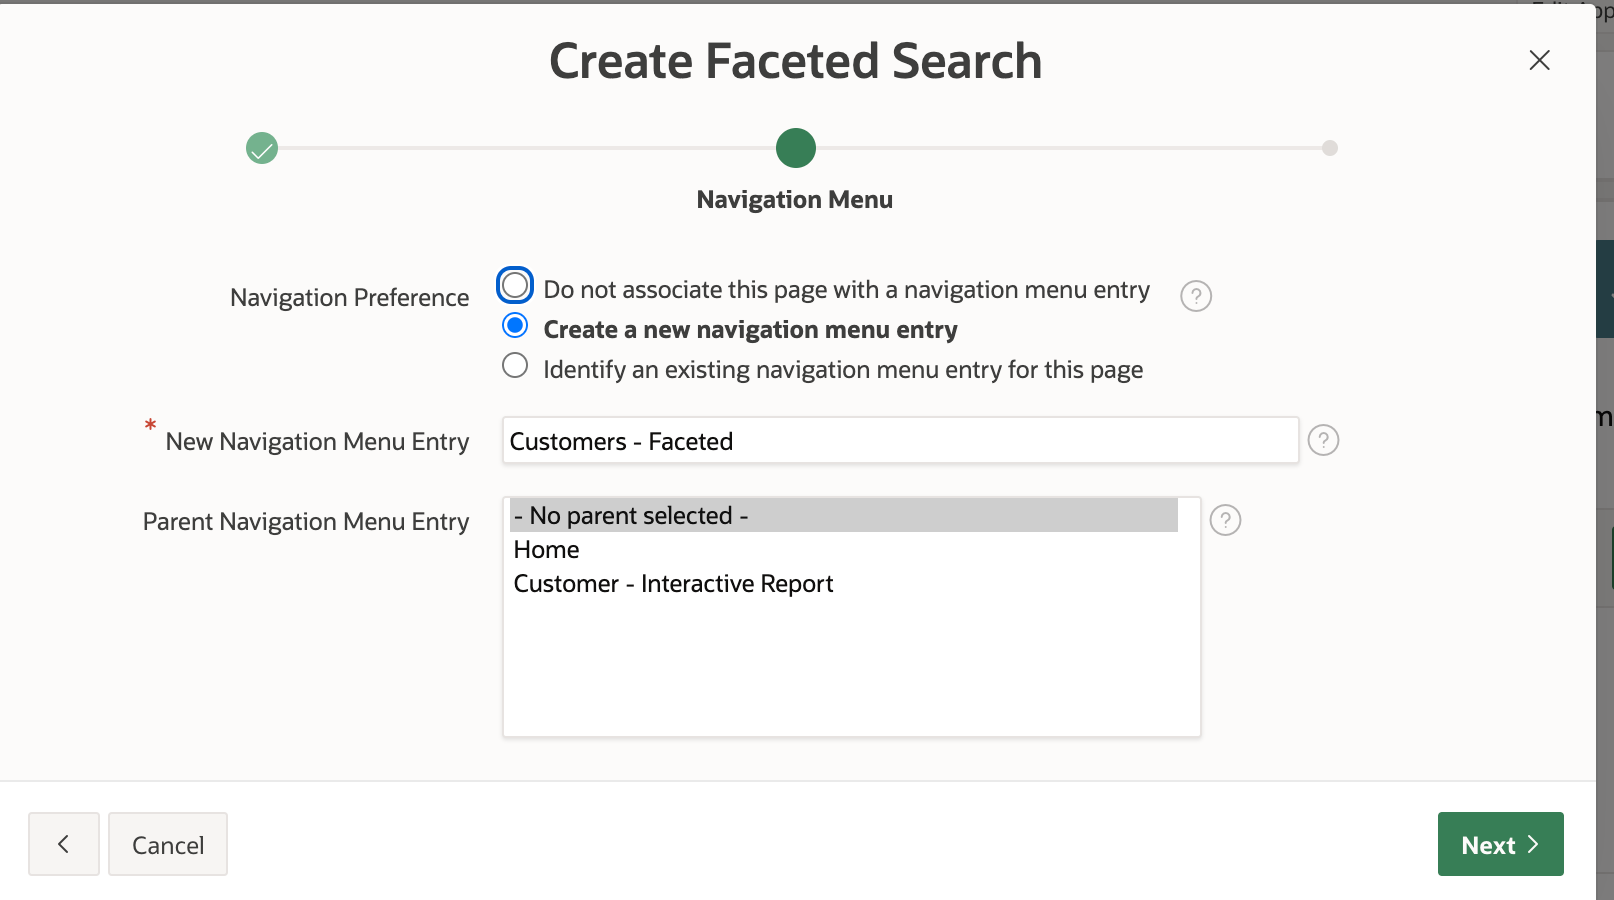 Create Faceted Search
Navigation Menu
Navigation Preference
Do not associate this page with a navigation menu entry
?
Create a new navigation menu entry
Identify an existing navigation menu entry for this page
* New Navigation Menu Entry
Customers - Faceted
?
Parent Navigation Menu Entry
- No parent selected -
?
Home
Customer - Interactive Report
Cancel
Next